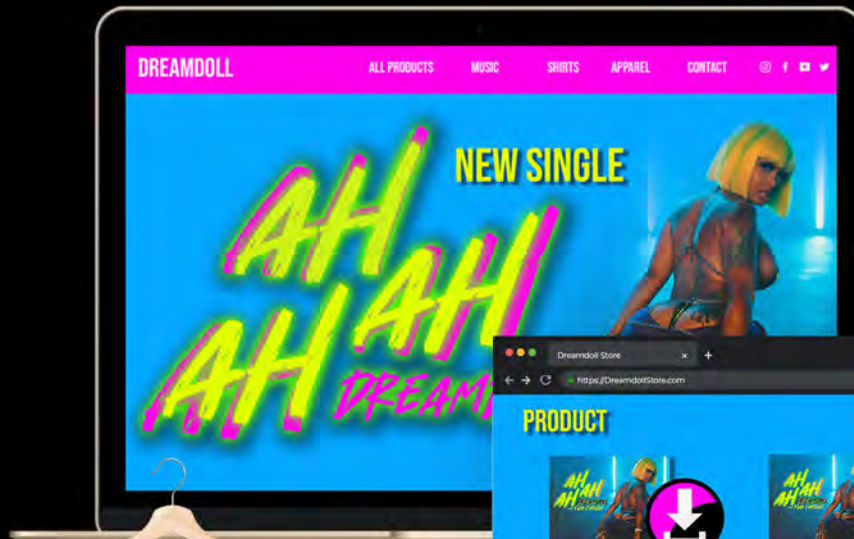 DREAMDOLL
ALL PRODUCTS MUSIC SHIRTS APPAREL CONTACT
NEW SINGLE
AH
AH
AH
Dreamdoll Store
https://DreamdollStore.com
PRODUCT
AH
AH AH
AH
AH AH